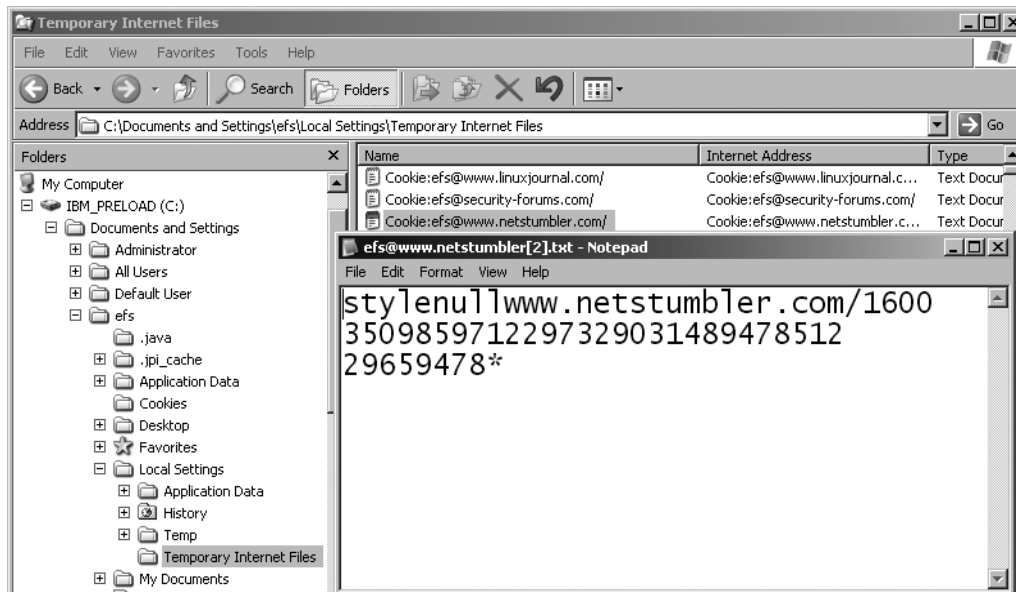 Temporary Internet Files
File Edit View Favorites Tools Help
Back Search Folders
Address C:\Documents and Settings\efs\Local Settings\Temporary Internet Files Go
Folders
Name Internet Address Type
My Computer
Cookie:efs@www.linuxjournal.com/ Cookie:efs@www.linuxjournal.c... Text Docur
IBM_PRELOAD (C:)
Cookie:efs@security-forums.com/ Cookie:efs@security-forums.com/ Text Docur
Documents and Settings
Cookie:efs@www.netstumbler.com/ Cookie:efs@www.netstumbler.c... Text Docur
Administrator
All Users
Default User
efs
.java
.jpi_cache
Application Data
Cookies
Desktop
Favorites
Local Settings
Application Data
History
Temp
Temporary Internet Files
My Documents
efs@www.netstumbler[2].txt - Notepad
File Edit Format View Help
stylenullwww.netstumbler.com/1600
350985971229732903148947851​2
29659478*